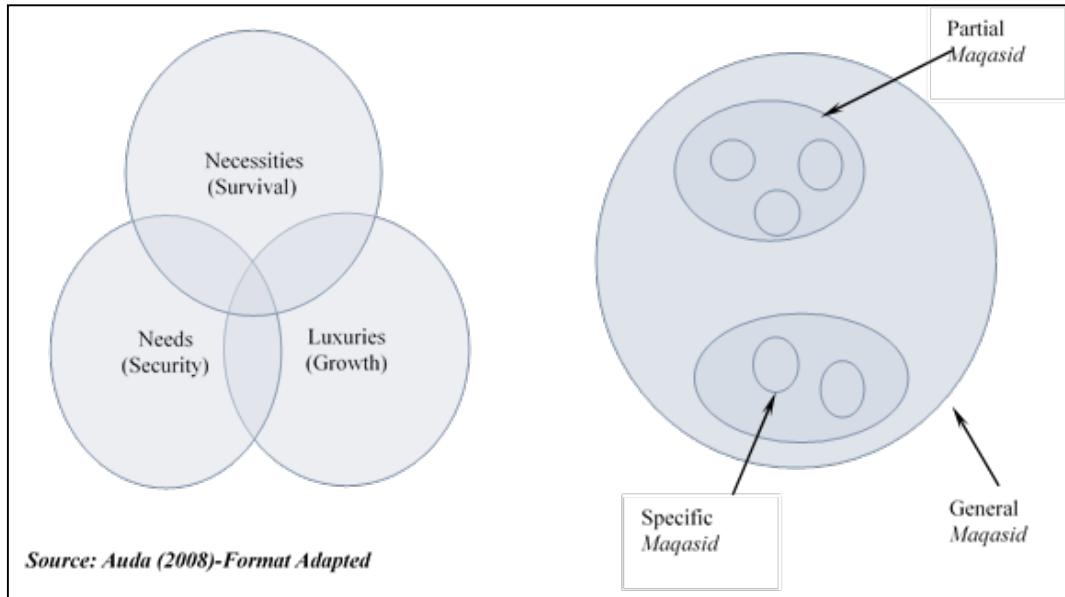 Necessities
(Survival)
Needs
(Security)
Luxuries
(Growth)
Source: Auda (2008)-Format Adapted
Partial
Maqasid
Specific
Maqasid
General
Maqasid